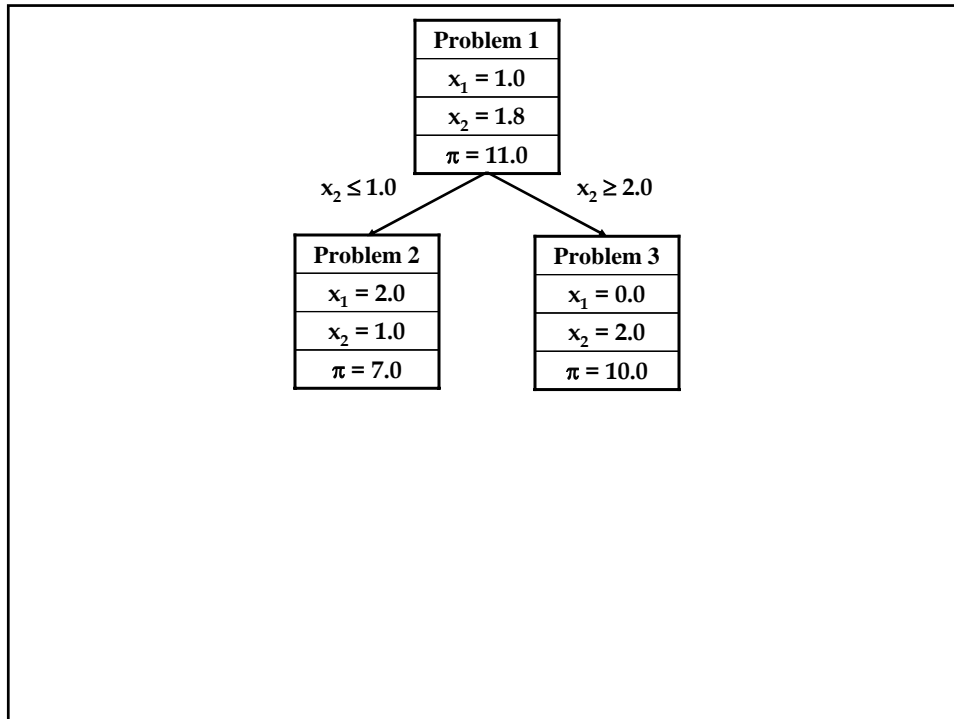 Problem 1
x₁ = 1.0
x₂ = 1.8
π = 11.0
x₂ ≤ 1.0
x₂ ≥ 2.0
Problem 2
x₁ = 2.0
x₂ = 1.0
π = 7.0
Problem 3
x₁ = 0.0
x₂ = 2.0
π = 10.0